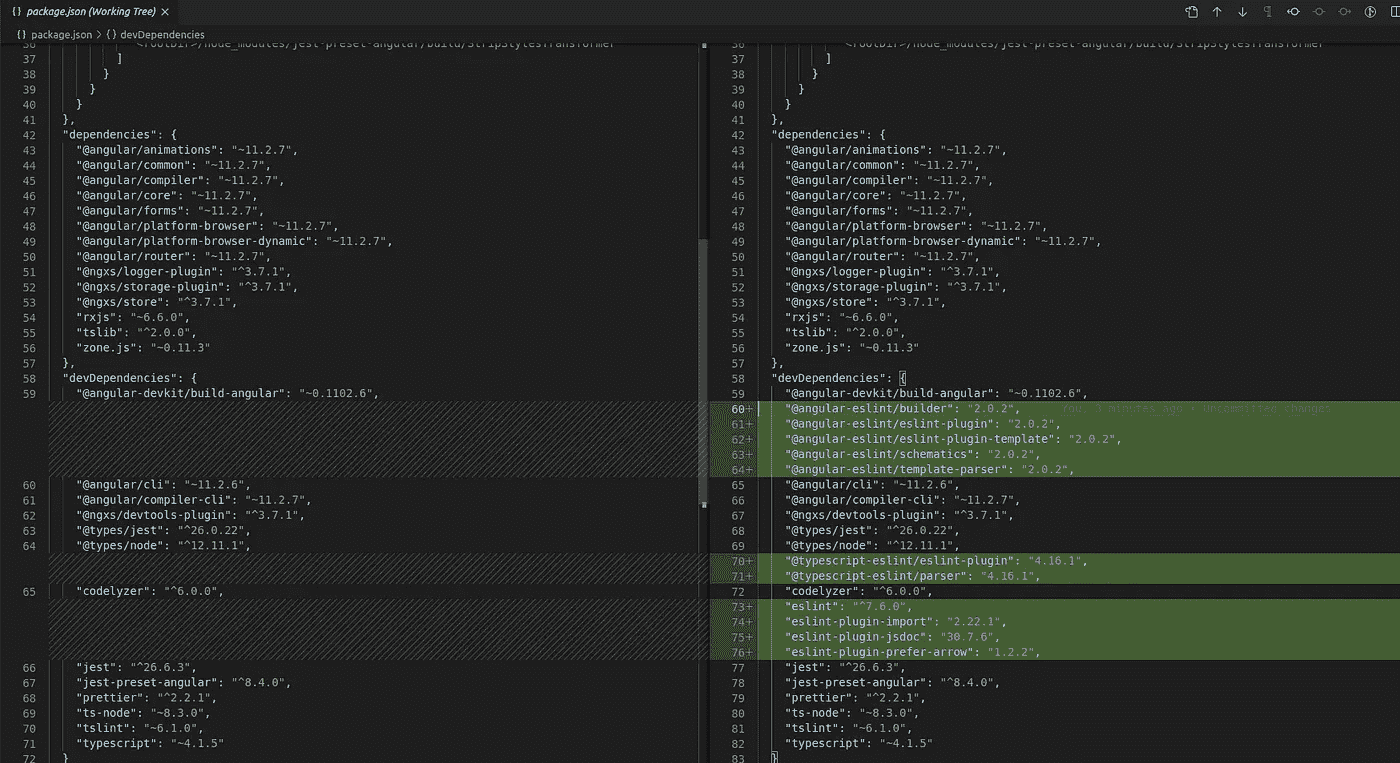 package.json (Working Tree)
package.json > devDependencies
36 <rootDir>/node_modules/jest-preset-angular/build/StripStylesTransformer
37 ]
38 }
39 }
40 }
41 },
42 "dependencies": {
43 "@angular/animations": "~11.2.7",
44 "@angular/common": "~11.2.7",
45 "@angular/compiler": "~11.2.7",
46 "@angular/core": "~11.2.7",
47 "@angular/forms": "~11.2.7",
48 "@angular/platform-browser": "~11.2.7",
49 "@angular/platform-browser-dynamic": "~11.2.7",
50 "@angular/router": "~11.2.7",
51 "@ngxs/logger-plugin": "^3.7.1",
52 "@ngxs/storage-plugin": "^3.7.1",
53 "@ngxs/store": "^3.7.1",
54 "rxjs": "~6.6.0",
55 "tslib": "^2.0.0",
56 "zone.js": "~0.11.3"
57 },
58 "devDependencies": {
59 "@angular-devkit/build-angular": "~0.1102.6",
60 "@angular/cli": "~11.2.6",
61 "@angular/compiler-cli": "~11.2.7",
62 "@ngxs/devtools-plugin": "^3.7.1",
63 "@types/jest": "^26.0.22",
64 "@types/node": "^12.11.1",
65 "codelyzer": "^6.0.0",
66 "jest": "^26.6.3",
67 "jest-preset-angular": "^8.4.0",
68 "prettier": "^2.2.1",
69 "ts-node": "~8.3.0",
70 "tslint": "~6.1.0",
71 "typescript": "~4.1.5"
72 }
36 <rootDir>/node_modules/jest-preset-angular/build/StripStylesTransformer
37 ]
38 }
39 }
40 }
41 },
42 "dependencies": {
43 "@angular/animations": "~11.2.7",
44 "@angular/common": "~11.2.7",
45 "@angular/compiler": "~11.2.7",
46 "@angular/core": "~11.2.7",
47 "@angular/forms": "~11.2.7",
48 "@angular/platform-browser": "~11.2.7",
49 "@angular/platform-browser-dynamic": "~11.2.7",
50 "@angular/router": "~11.2.7",
51 "@ngxs/logger-plugin": "^3.7.1",
52 "@ngxs/storage-plugin": "^3.7.1",
53 "@ngxs/store": "^3.7.1",
54 "rxjs": "~6.6.0",
55 "tslib": "^2.0.0",
56 "zone.js": "~0.11.3"
57 },
58 "devDependencies": {
59 "@angular-devkit/build-angular": "~0.1102.6",
60+ "@angular-eslint/builder": "2.0.2", You, 3 minutes ago • Uncommitted changes
61+ "@angular-eslint/eslint-plugin": "2.0.2",
62+ "@angular-eslint/eslint-plugin-template": "2.0.2",
63+ "@angular-eslint/schematics": "2.0.2",
64+ "@angular-eslint/template-parser": "2.0.2",
65 "@angular/cli": "~11.2.6",
66 "@angular/compiler-cli": "~11.2.7",
67 "@ngxs/devtools-plugin": "^3.7.1",
68 "@types/jest": "^26.0.22",
69 "@types/node": "^12.11.1",
70+ "@typescript-eslint/eslint-plugin": "4.16.1",
71+ "@typescript-eslint/parser": "4.16.1",
72 "codelyzer": "^6.0.0",
73+ "eslint": "^7.6.0",
74+ "eslint-plugin-import": "2.22.1",
75+ "eslint-plugin-jsdoc": "30.7.6",
76+ "eslint-plugin-prefer-arrow": "1.2.2",
77 "jest": "^26.6.3",
78 "jest-preset-angular": "^8.4.0",
79 "prettier": "^2.2.1",
80 "ts-node": "~8.3.0",
81 "tslint": "~6.1.0",
82 "typescript": "~4.1.5"
83 }